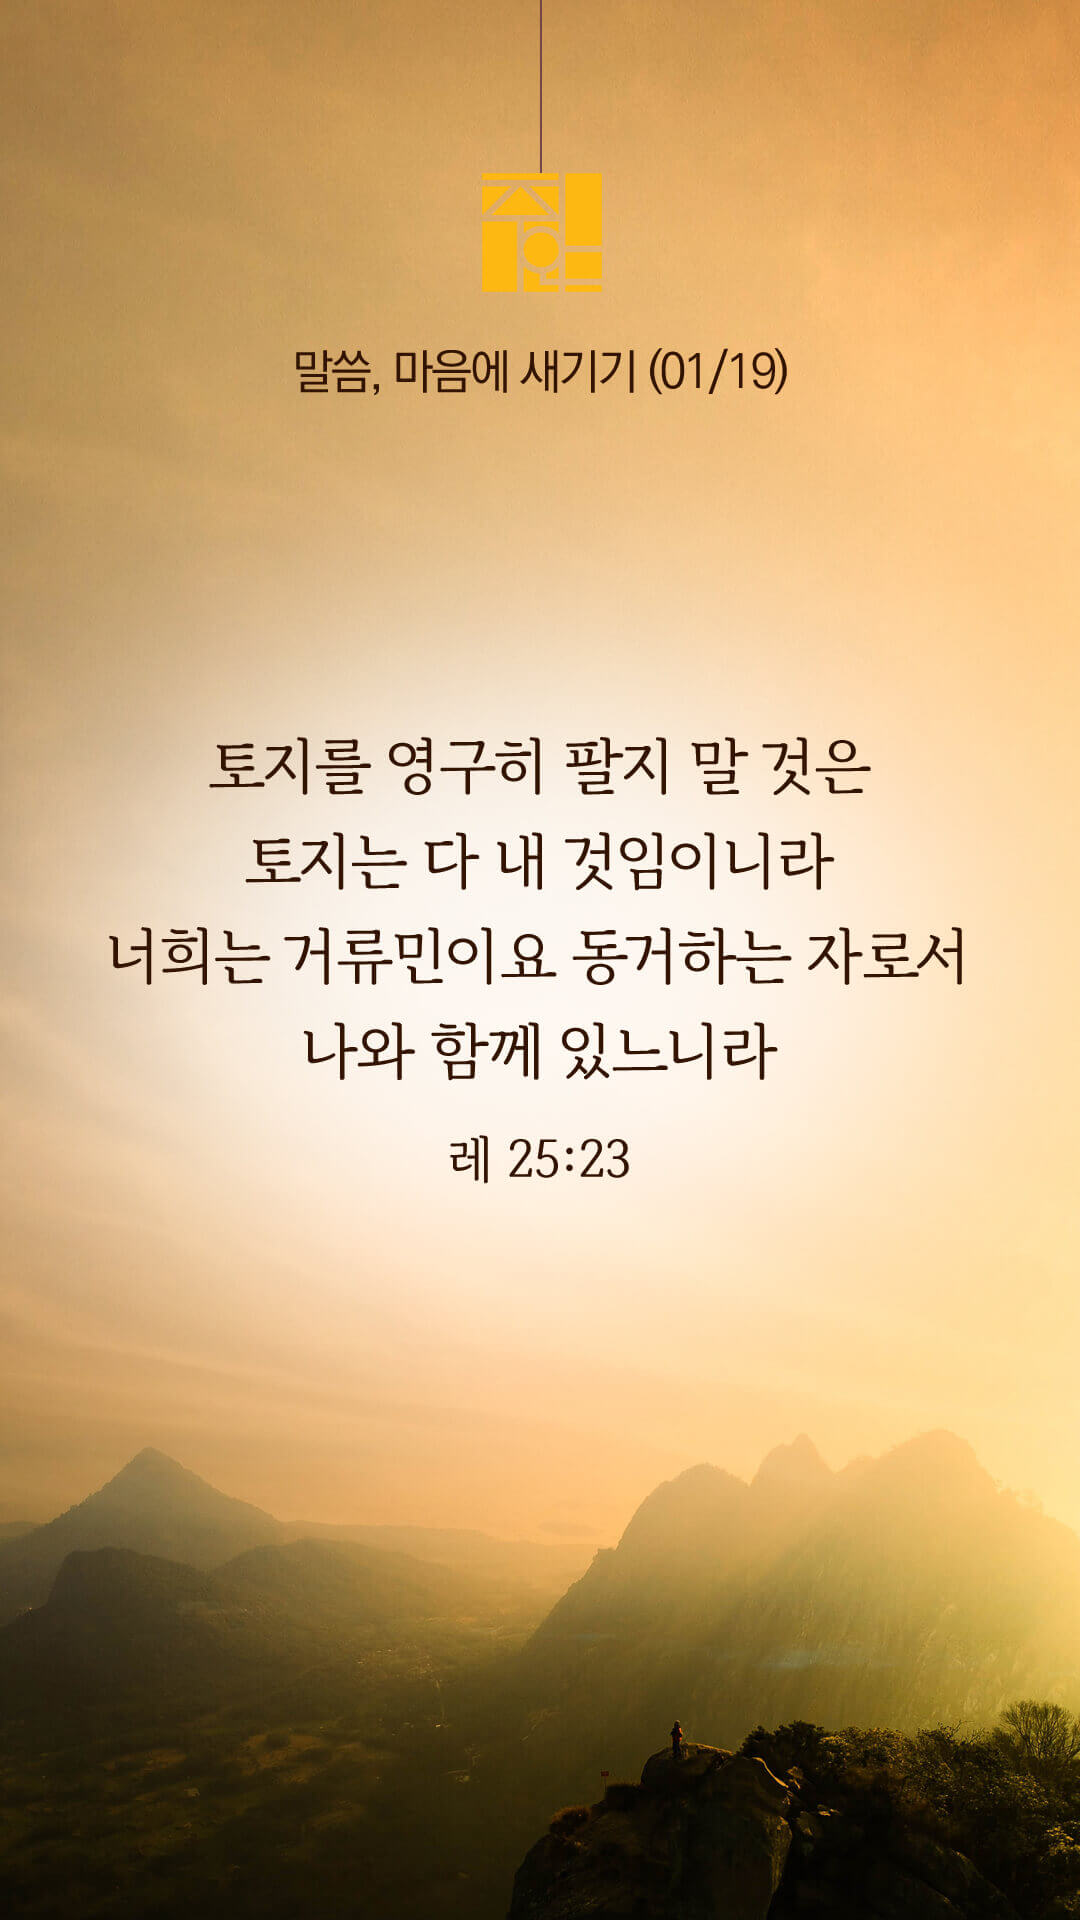 말씀, 마음에 새기기 (01/19)
토지를 영구히 팔지 말 것은
토지는 다 내 것임이니라
너희는 거류민이요 동거하는 자로서
나와 함께 있느니라
레 25:23